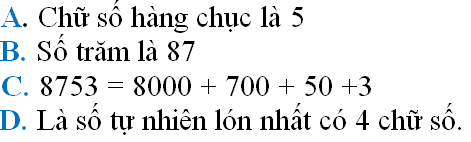 A. Chữ số hàng chục là 5
B. Số trăm là 87
C. 8753 = 8000 + 700 + 50 +3
D. Là số tự nhiên lón nhất có 4 chữ số.